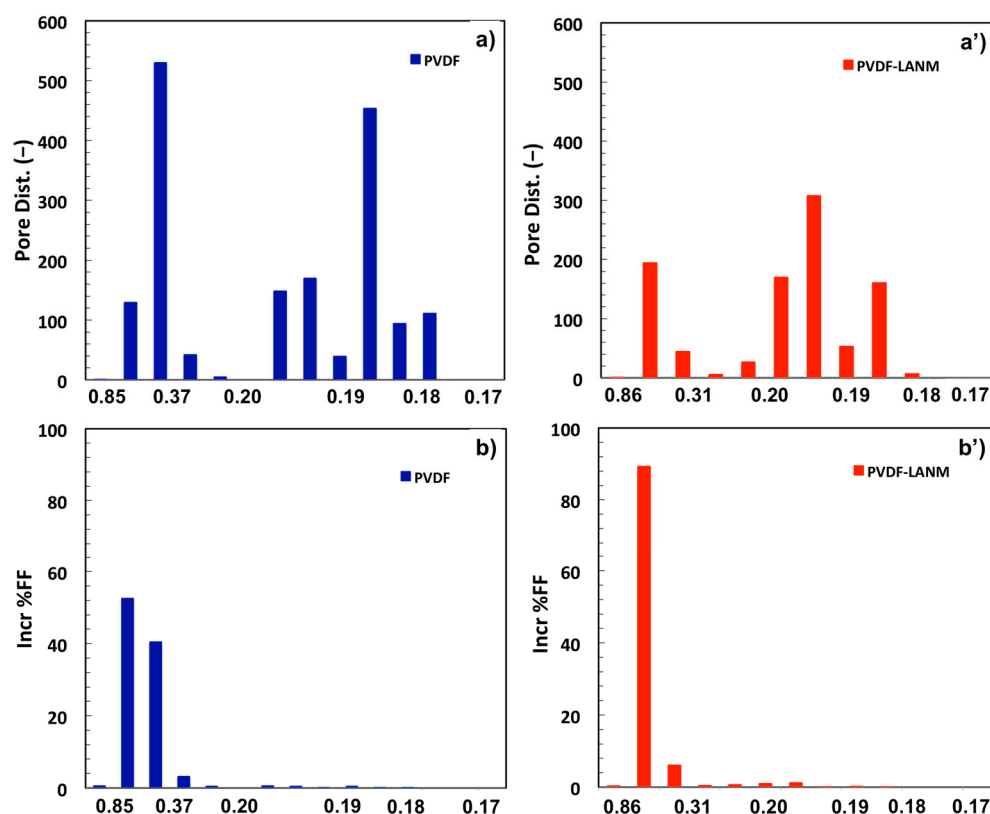 a)
PVDF
Pore Dist. (−)
600
500
400
300
200
100
0
0.85 0.37 0.20 0.19 0.18 0.17
a')
PVDF-LANM
Pore Dist. (−)
600
500
400
300
200
100
0
0.86 0.31 0.20 0.19 0.18 0.17
b)
PVDF
Incr %FF
100
80
60
40
20
0
0.85 0.37 0.20 0.19 0.18 0.17
b')
PVDF-LANM
Incr %FF
100
80
60
40
20
0
0.86 0.31 0.20 0.19 0.18 0.17